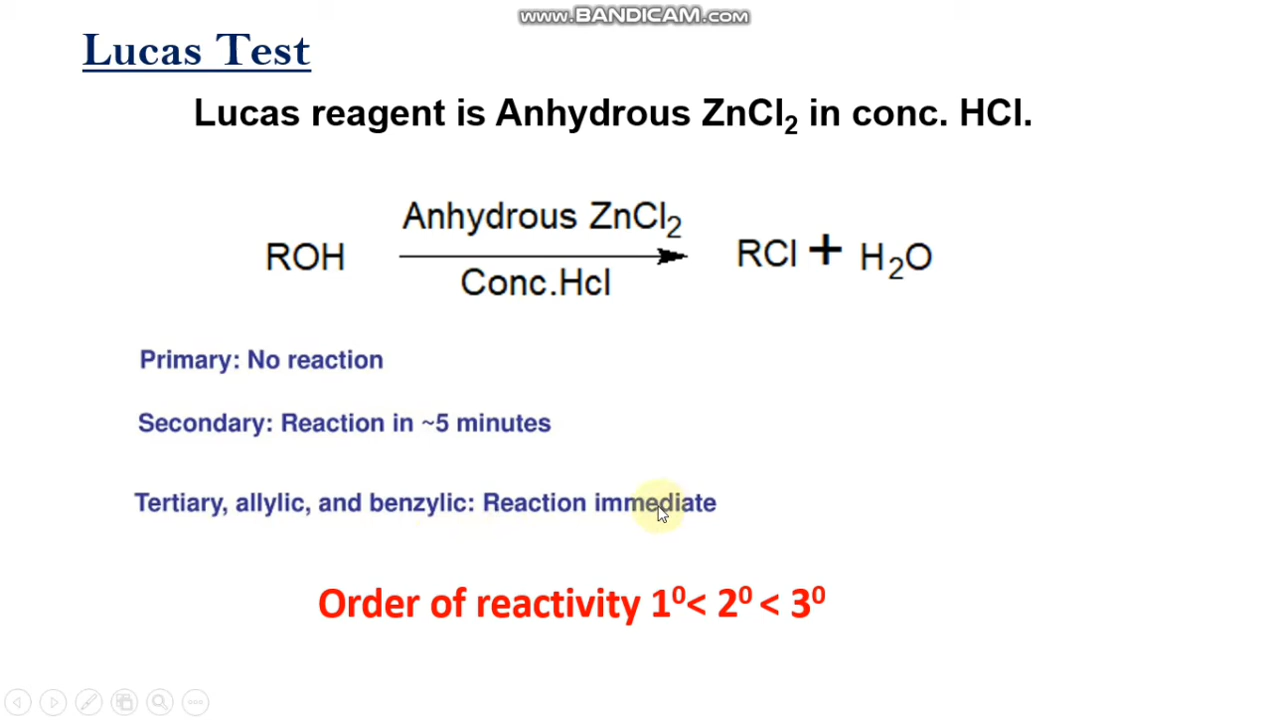 www.BANDICAM.com
Lucas Test
Lucas reagent is Anhydrous ZnCl₂ in conc. HCl.
Anhydrous ZnCl₂
ROH RCl + H₂O
Conc.Hcl
Primary: No reaction
Secondary: Reaction in ~5 minutes
Tertiary, allylic, and benzylic: Reaction immediate
Order of reactivity 1⁰< 2⁰ < 3⁰